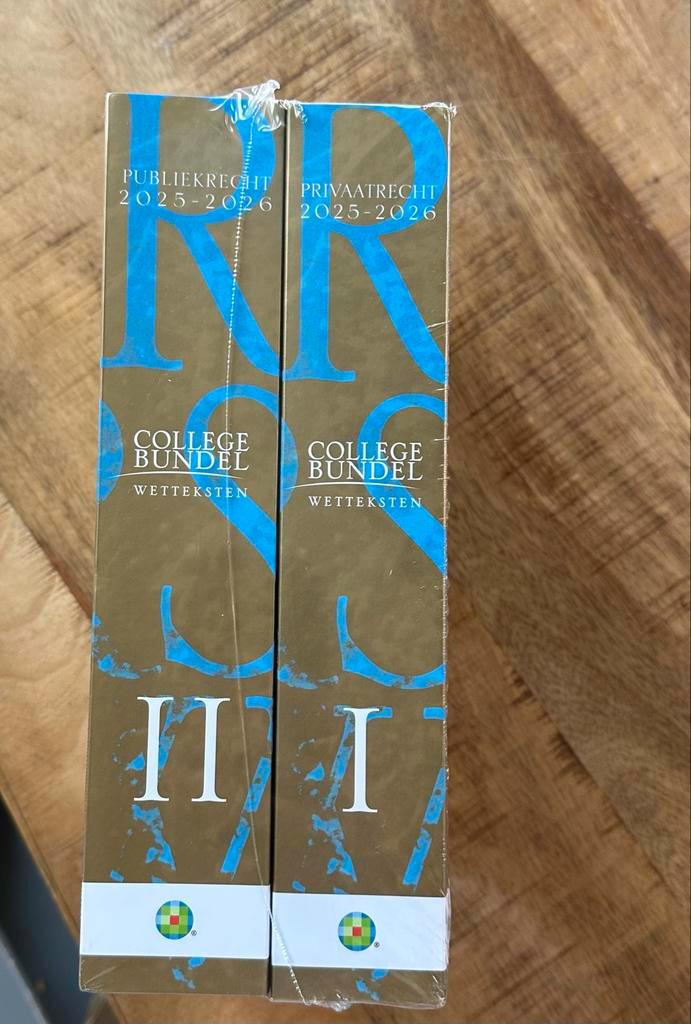 PUBLIEKRECHT
2025-2026
COLLEGE
BUNDEL
WETTEKSTEN
II
PRIVAATRECHT
2025-2026
COLLEGE
BUNDEL
WETTEKSTEN
I
R
S
R
S
®
®